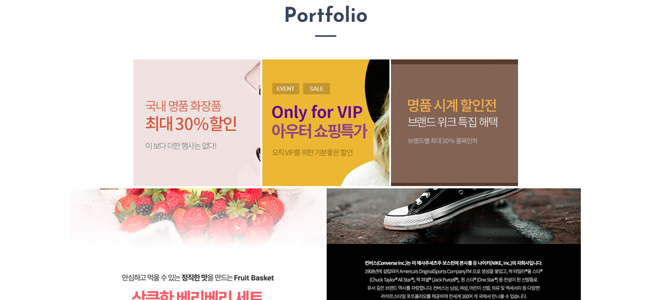 Portfolio
국내 명품 화장품
최대 30% 할인
이 보다 더한 행사는 없다!
EVENT SALE
Only for VIP
아우터 쇼핑특가
오직 VIP를 위한 기분좋은 할인
명품 시계 할인전
브랜드 위크 특집 혜택
브랜드별 최대 30% 품목인하
안심하고 먹을 수 있는 정직한 맛을 만드는 Fruit Basket
상큼한 베리베리 세트
컨버스(Converse Inc.)는 미 매사추세츠주 보스턴에 본사를 둔 나이키(NIKE, Inc.)의 자회사입니다.